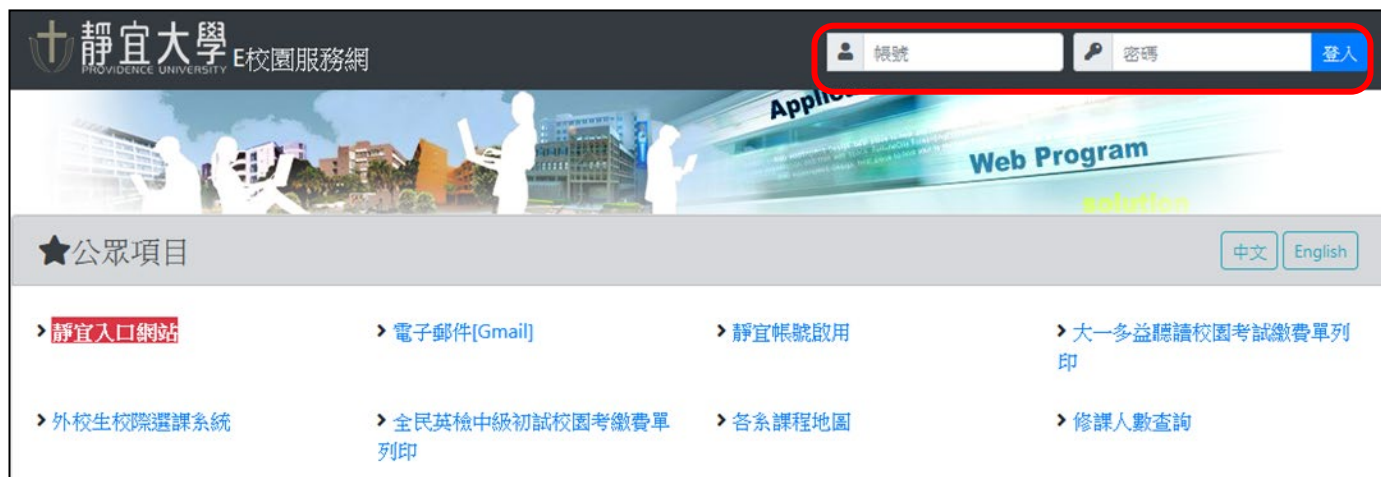 靜宜大學 E校園服務網
PROVIDENCE UNIVERSITY
帳號
密碼
登入
Web Program
solution
公眾項目
中文
English
靜宜入口網站
電子郵件[Gmail]
靜宜帳號啟用
大一多益聽讀校園考試繳費單列
印
外校生校際選課系統
全民英檢中級初試校園考繳費單
列印
各系課程地圖
修課人數查詢